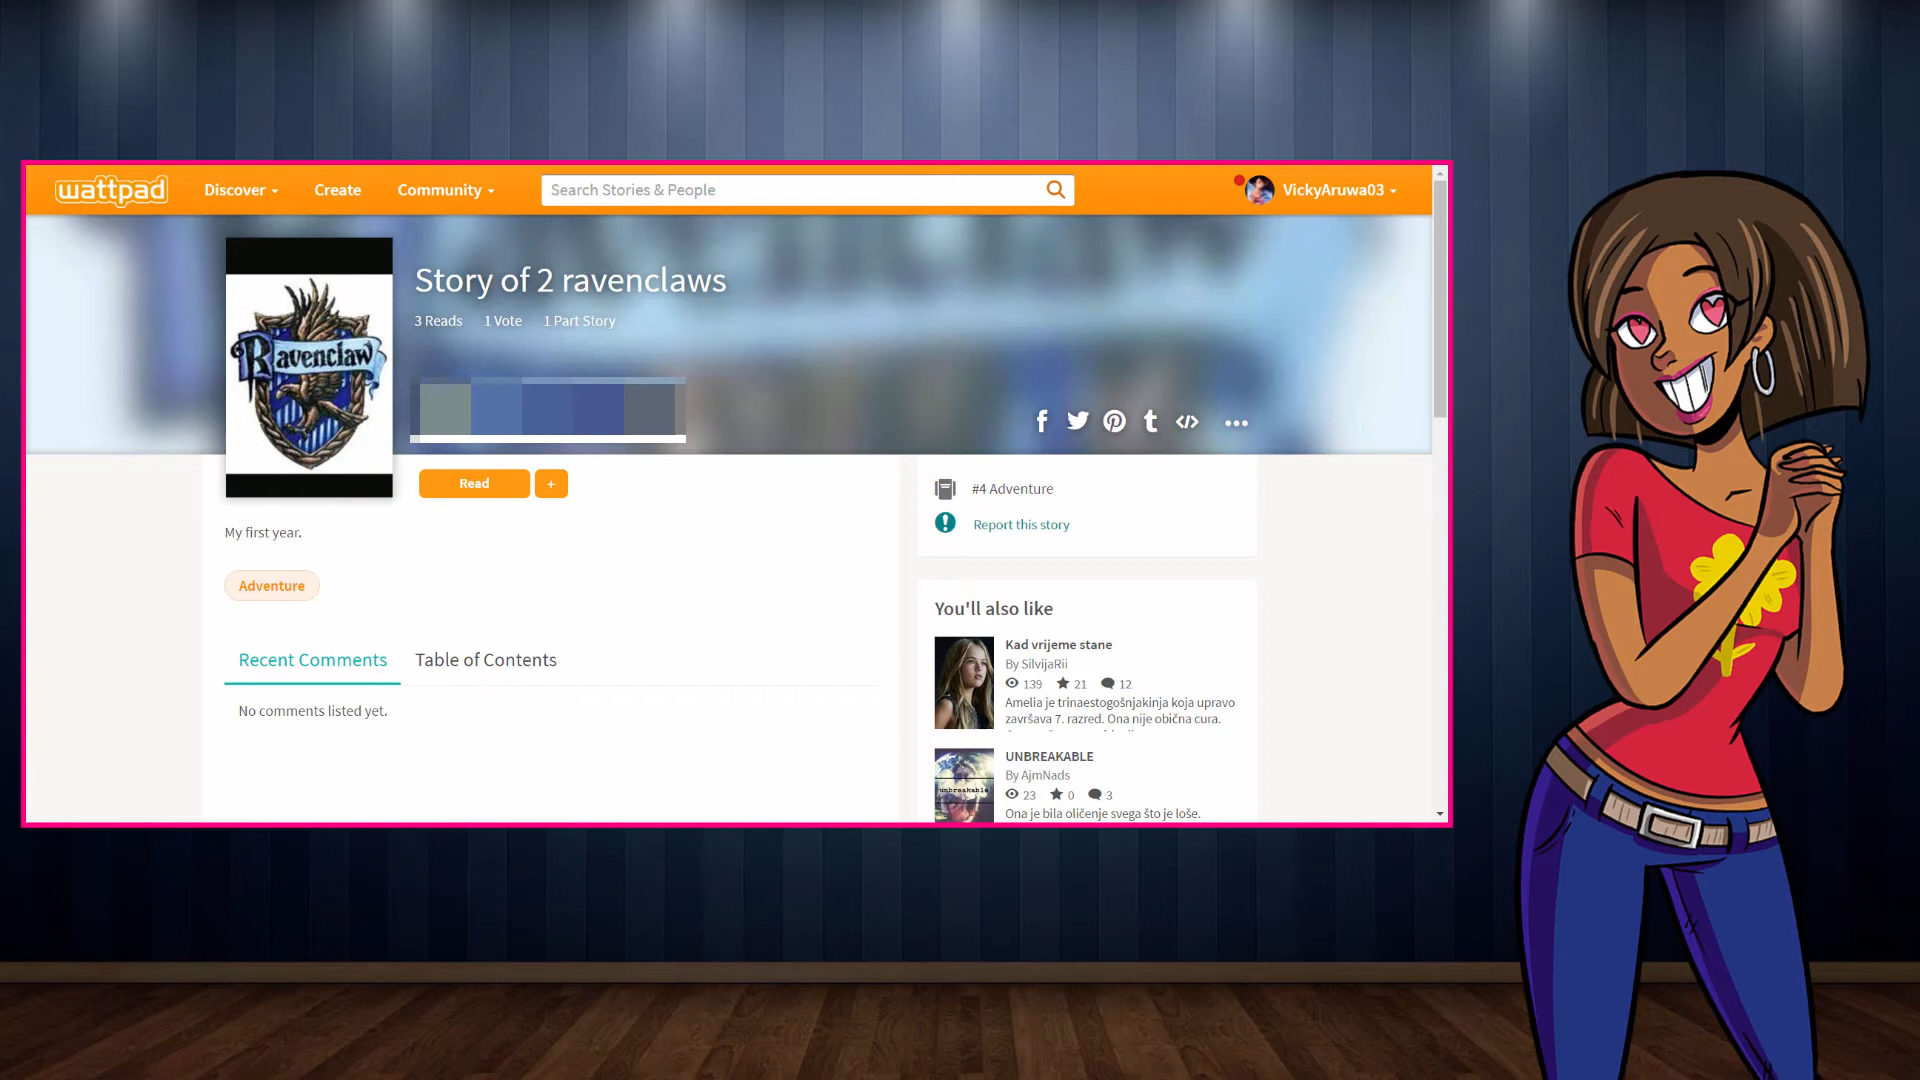 wattpad
Discover
Create
Community
Search Stories & People
VickyAruwa03
Ravenclaw
Story of 2 ravenclaws
3 Reads
1 Vote
1 Part Story
Read
+
My first year.
Adventure
Recent Comments
Table of Contents
No comments listed yet.
#4 Adventure
Report this story
You'll also like
Kad vrijeme stane
By SilvijaRii
139 21 12
Amelia je trinaestogošnjakinja koja upravo
završava 7. razred. Ona nije obična cura.
unbreakable
UNBREAKABLE
By AjmNads
23 0 3
Ona je bila oličenje svega što je loše.